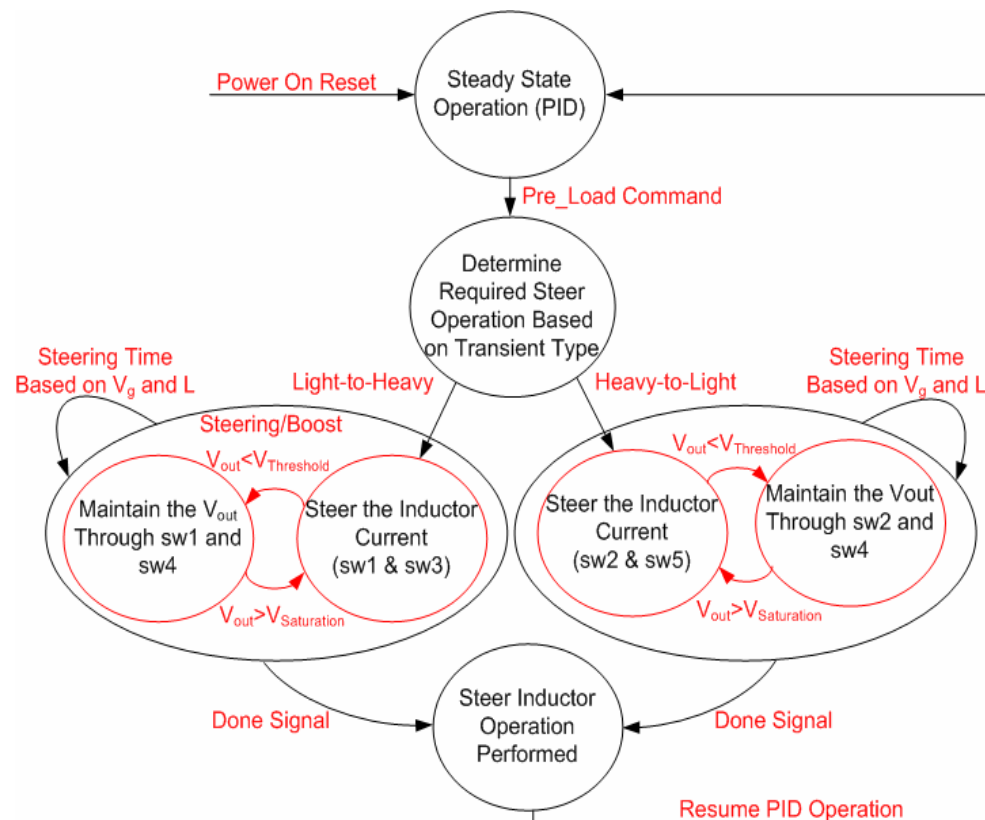 Power On Reset
Steady State
Operation (PID)
Pre_Load Command
Determine
Required Steer
Operation Based
on Transient Type
Steering Time
Based on Vg and L
Light-to-Heavy
Heavy-to-Light
Steering Time
Based on Vg and L
Steering/Boost
Vout<VThreshold
Maintain the Vout
Through sw1 and
sw4
Steer the Inductor
Current
(sw1 & sw3)
Vout>VSaturation
Vout<VThreshold
Steer the Inductor
Current
(sw2 & sw5)
Maintain the Vout
Through sw2 and
sw4
Vout>VSaturation
Done Signal
Steer Inductor
Operation
Performed
Done Signal
Resume PID Operation